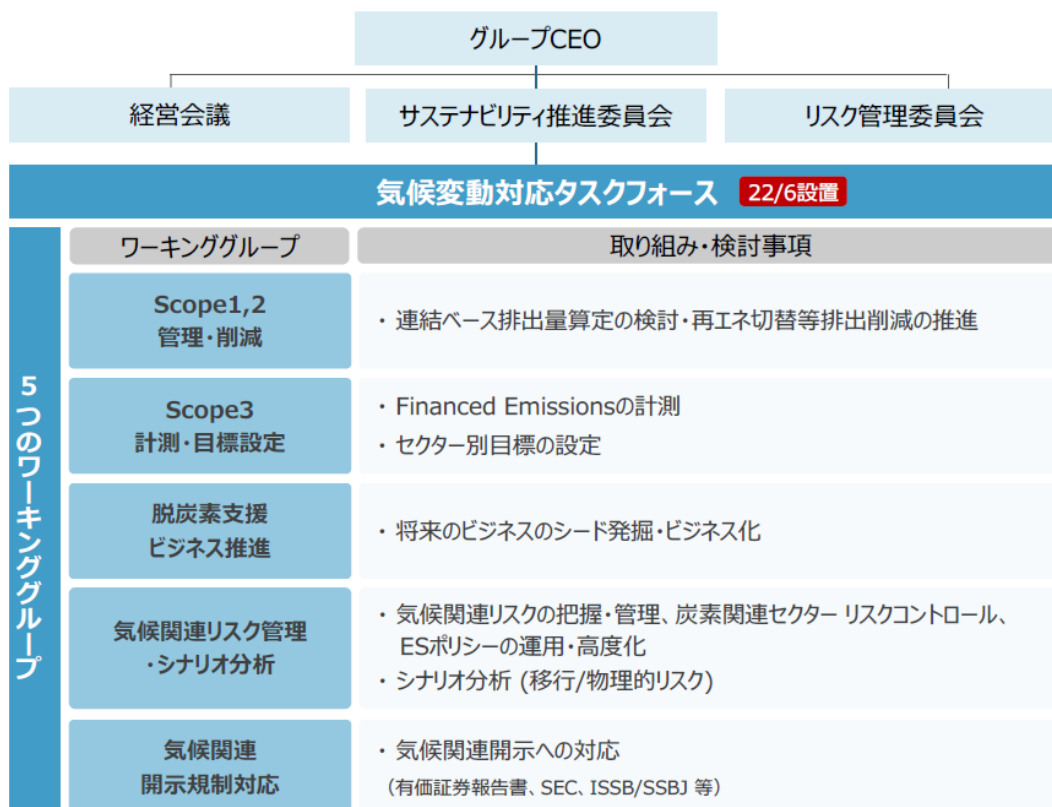 グループCEO
経営会議
サステナビリティ推進委員会
リスク管理委員会
気候変動対応タスクフォース 22/6設置
5つのワーキンググループ
ワーキンググループ
取り組み・検討事項
Scope1,2
管理・削減
・ 連結ベース排出量算定の検討・再エネ切替等排出削減の推進
Scope3
計測・目標設定
・ Financed Emissionsの計測
・ セクター別目標の設定
脱炭素支援
ビジネス推進
・ 将来のビジネスのシード発掘・ビジネス化
気候関連リスク管理
・シナリオ分析
・ 気候関連リスクの把握・管理、炭素関連セクター リスクコントロール、
ESポリシーの運用・高度化
・ シナリオ分析 (移行/物理的リスク)
気候関連
開示規制対応
・ 気候関連開示への対応
（有価証券報告書、SEC、ISSB/SSBJ 等）